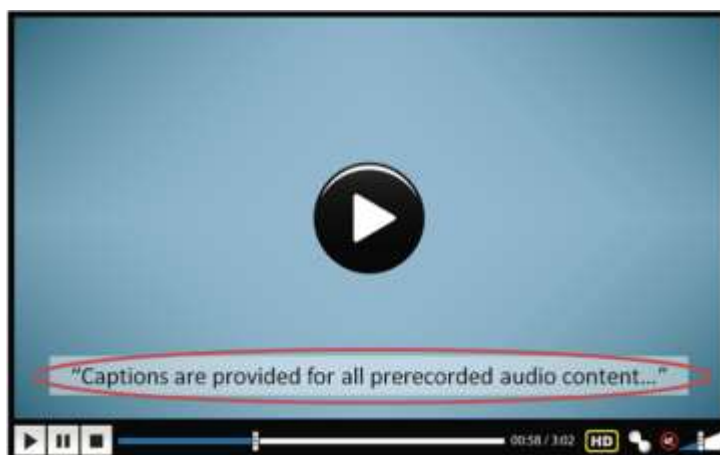 “Captions are provided for all prerecorded audio content...”
00:58 / 3:02 HD